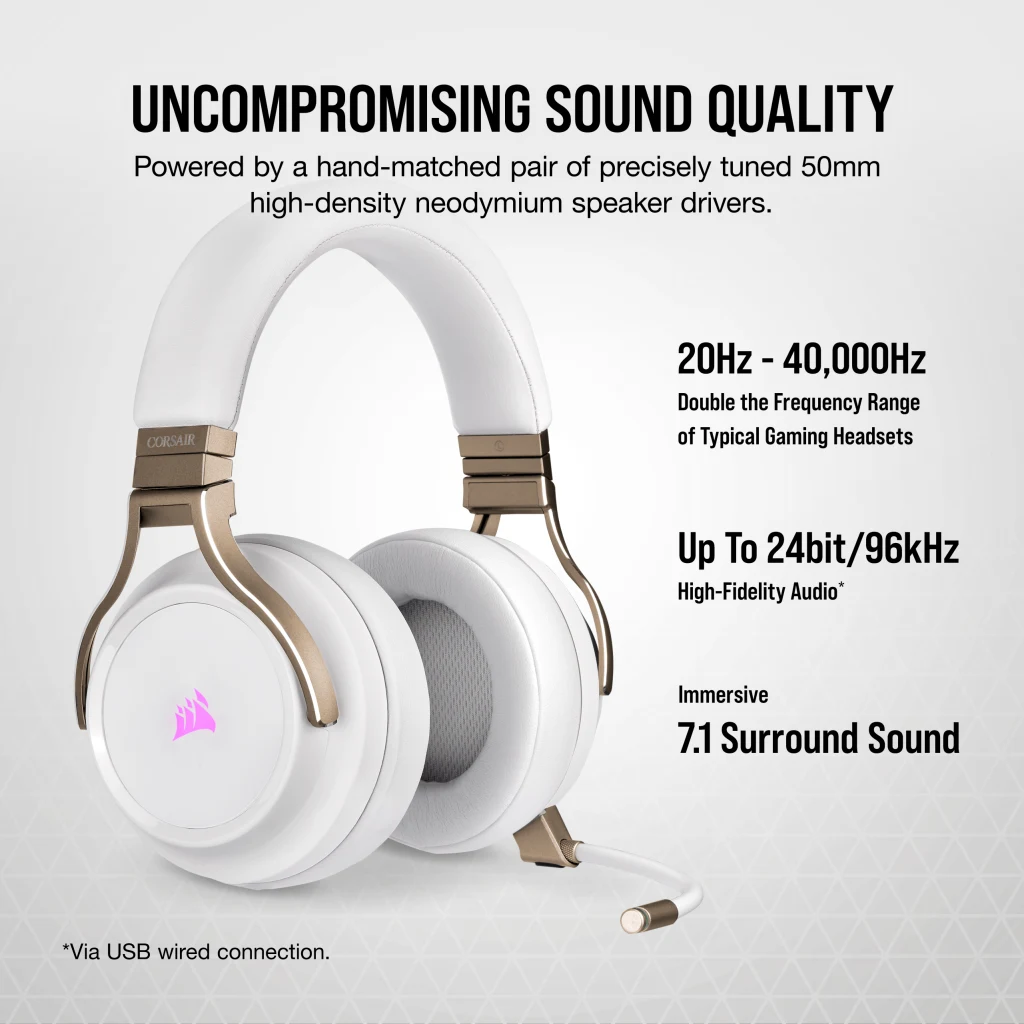 UNCOMPROMISING SOUND QUALITY
Powered by a hand-matched pair of precisely tuned 50mm
high-density neodymium speaker drivers.
20Hz - 40,000Hz
Double the Frequency Range
of Typical Gaming Headsets
CORSAIR
Up To 24bit/96kHz
High-Fidelity Audio*
Immersive
7.1 Surround Sound
*Via USB wired connection.